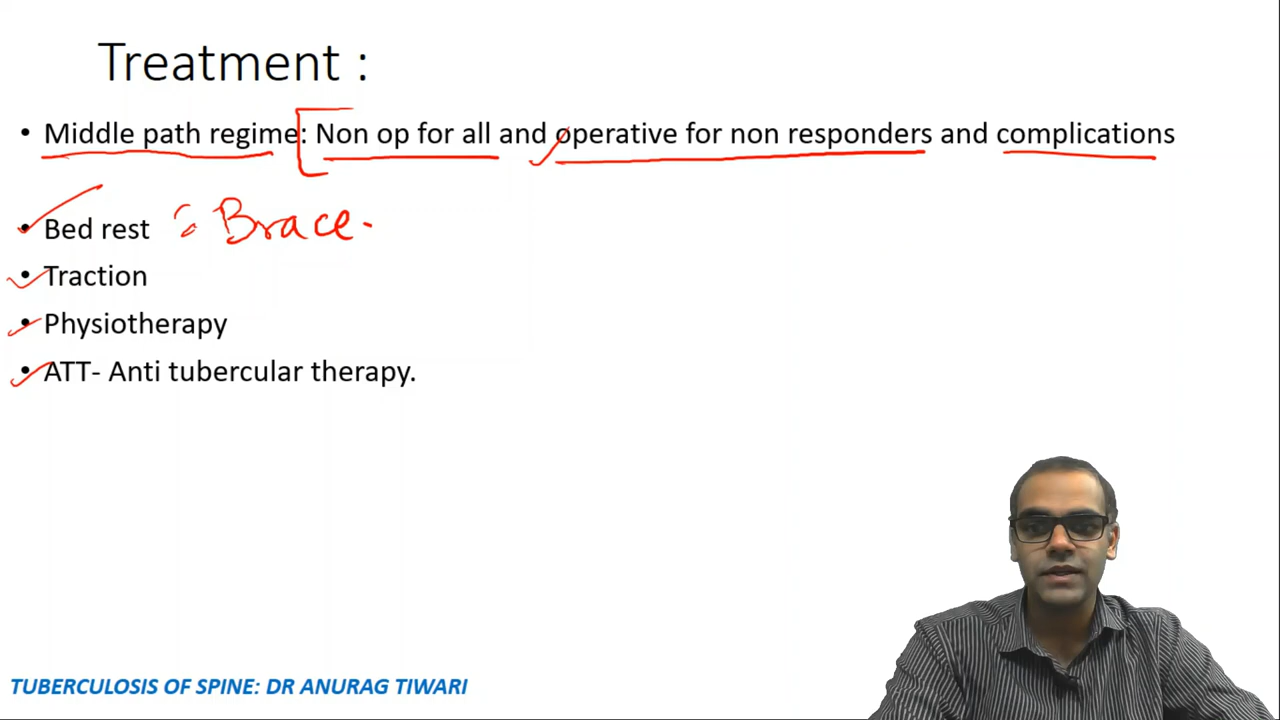 Treatment :
• Middle path regime: Non op for all and operative for non responders and complications
• Bed rest : Brace.
• Traction
• Physiotherapy
• ATT- Anti tubercular therapy.
TUBERCULOSIS OF SPINE: DR ANURAG TIWARI